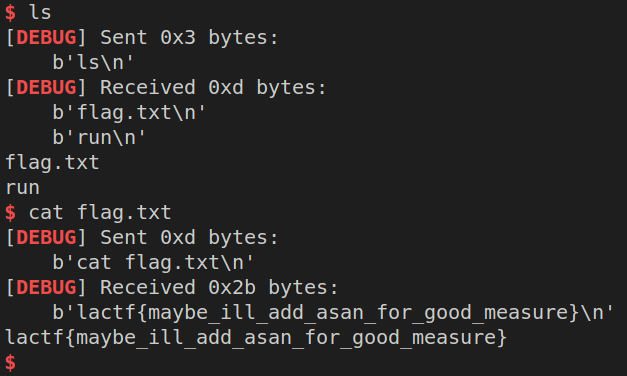 $ ls
[DEBUG] Sent 0x3 bytes:
    b'ls\n'
[DEBUG] Received 0xd bytes:
    b'flag.txt\n'
    b'run\n'
flag.txt
run
$ cat flag.txt
[DEBUG] Sent 0xd bytes:
    b'cat flag.txt\n'
[DEBUG] Received 0x2b bytes:
    b'lactf{maybe_ill_add_asan_for_good_measure}\n'
lactf{maybe_ill_add_asan_for_good_measure}
$